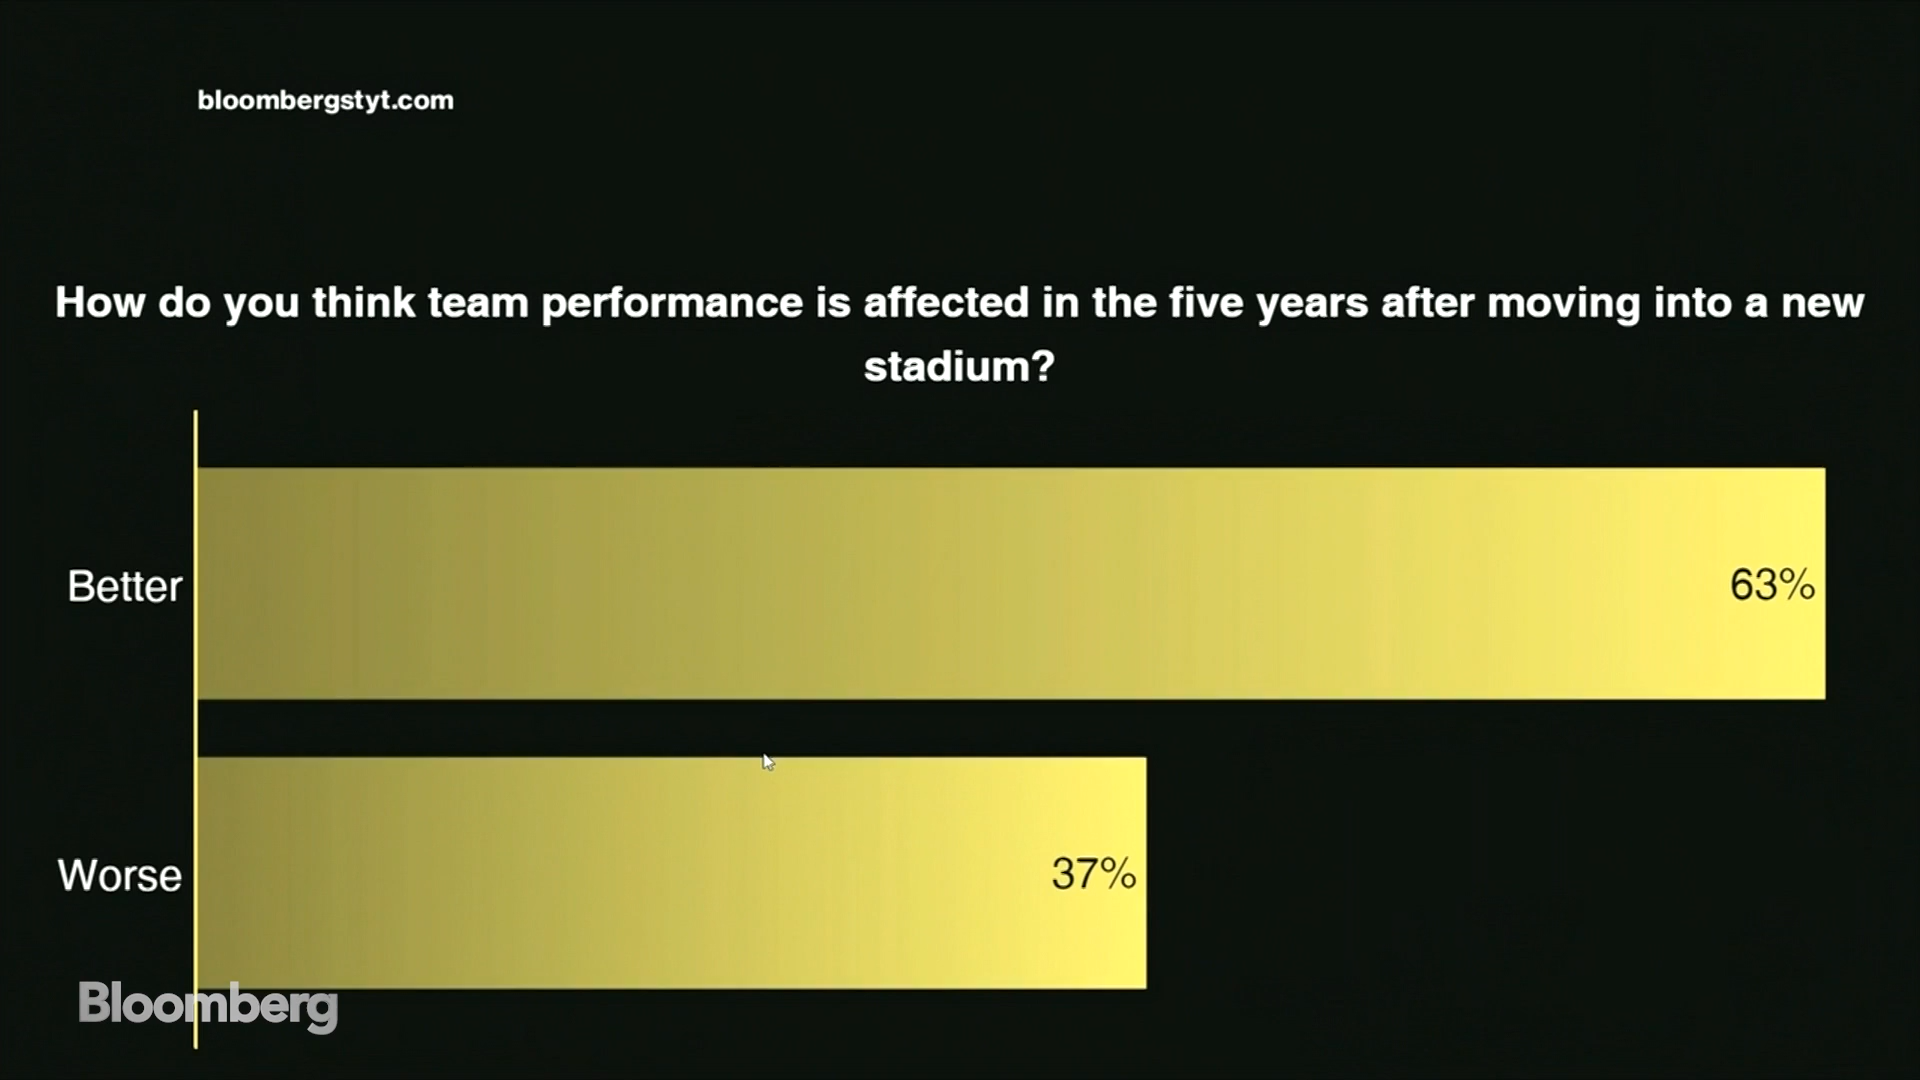 bloombergstyt.com
How do you think team performance is affected in the five years after moving into a new
stadium?
Better
63%
Worse
37%
Bloomberg